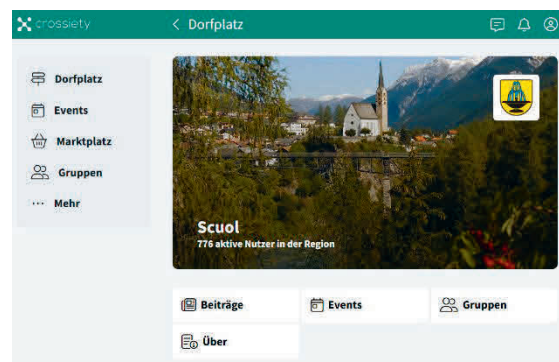 crossiety
Dorfplatz
Dorfplatz
Events
Marktplatz
Gruppen
Mehr
Scuol
776 aktive Nutzer in der Region
Beiträge
Events
Gruppen
Über